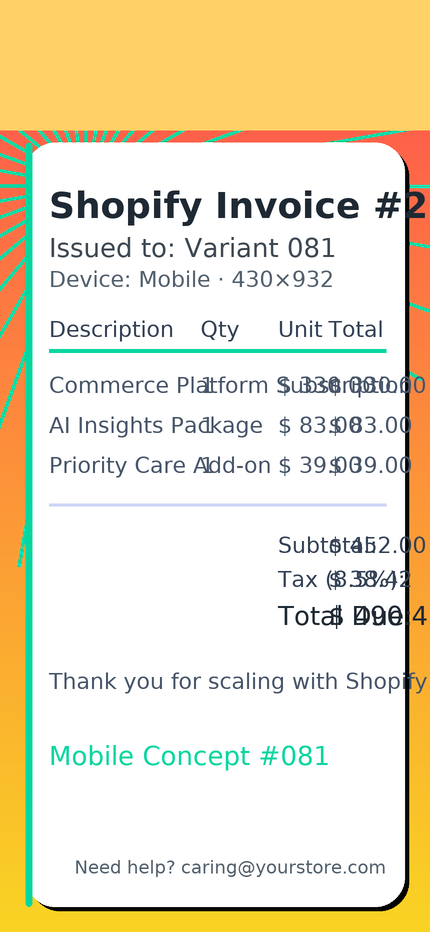 Shopify Invoice #2
Issued to: Variant 081
Device: Mobile · 430×932
Description Qty Unit Total
Commerce Platform Subscription 1 $ 330.00 $ 330.00
AI Insights Package 1 $ 83.00 $ 83.00
Priority Care Add-on 1 $ 39.00 $ 39.00
Subtotal: $ 452.00
Tax (8.5%): $ 38.42
Total Due: $ 490.4
Thank you for scaling with Shopify
Mobile Concept #081
Need help? caring@yourstore.com